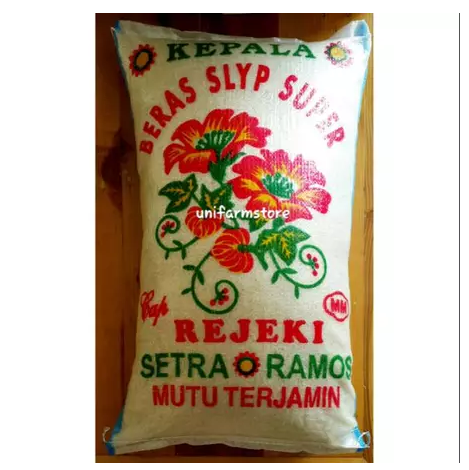 KEPALA
BERAS SLYP SUPER
unifarmstore
Cap
MM
REJEKI
SETRA RAMOS
MUTU TERJAMIN